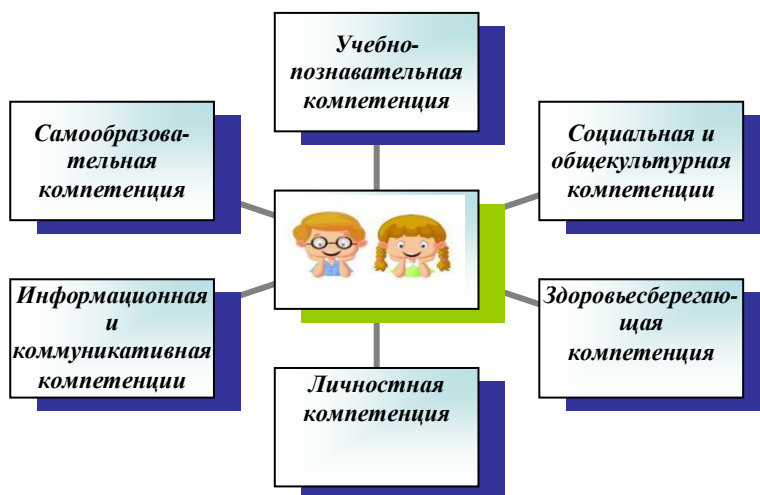 Учебно-
познавательная
компетенция
Самообразова-
тельная
компетенция
Социальная и
общекультурная
компетенции
Информационная
и
коммуникативная
компетенции
Здоровьесберегаю-
щая
компетенция
Личностная
компетенция